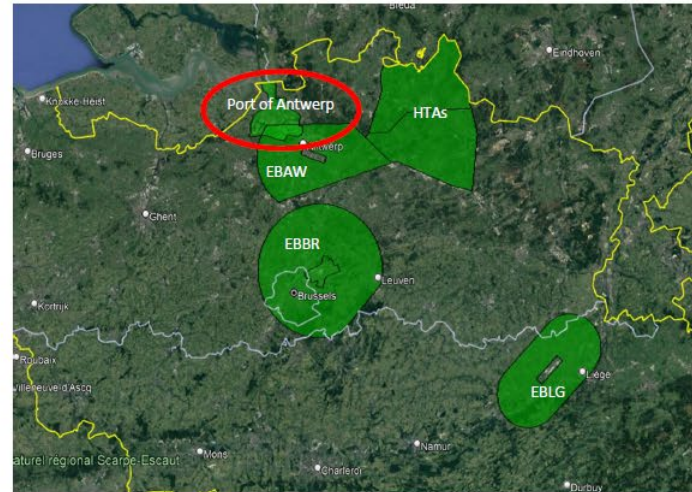 Breda
Eindhoven
Knokke-Heist
Port of Antwerp
HTAs
Bruges
Antwerp
EBAW
Ghent
EBBR
Leuven
Brussels
Kortrijk
Roubaix
Villeneuve-d'Ascq
Liège
EBLG
Namur
Mons
aturel régional Scarpe-Escaut
Charleroi
Durbuy